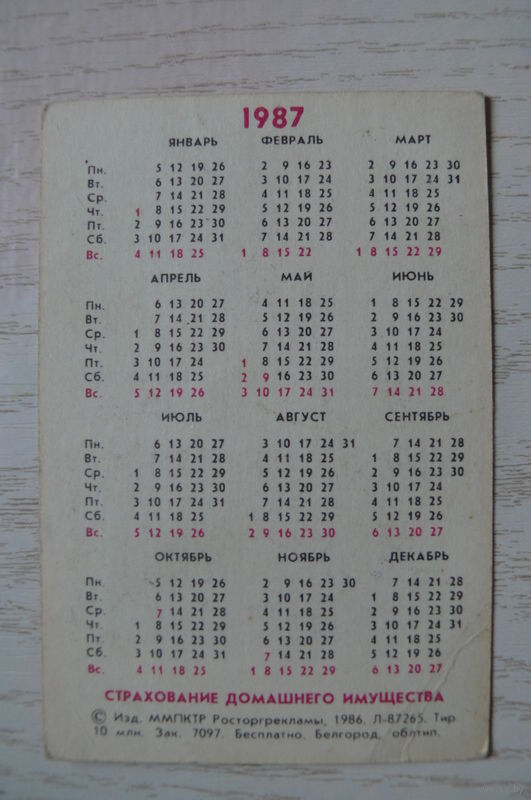 1987
ЯНВАРЬ ФЕВРАЛЬ МАРТ
Пн. 5 12 19 26 2 9 16 23 2 9 16 23 30
Вт. 6 13 20 27 3 10 17 24 3 10 17 24 31
Ср. 7 14 21 28 4 11 18 25 4 11 18 25
Чт. 1 8 15 22 29 5 12 19 26 5 12 19 26
Пт. 2 9 16 23 30 6 13 20 27 6 13 20 27
Сб. 3 10 17 24 31 7 14 21 28 7 14 21 28
Вс. 4 11 18 25 1 8 15 22 1 8 15 22 29
АПРЕЛЬ МАЙ ИЮНЬ
Пн. 6 13 20 27 4 11 18 25 1 8 15 22 29
Вт. 7 14 21 28 5 12 19 26 2 9 16 23 30
Ср. 1 8 15 22 29 6 13 20 27 3 10 17 24
Чт. 2 9 16 23 30 7 14 21 28 4 11 18 25
Пт. 3 10 17 24 1 8 15 22 29 5 12 19 26
Сб. 4 11 18 25 2 9 16 23 30 6 13 20 27
Вс. 5 12 19 26 3 10 17 24 31 7 14 21 28
ИЮЛЬ АВГУСТ СЕНТЯБРЬ
Пн. 6 13 20 27 3 10 17 24 31 7 14 21 28
Вт. 7 14 21 28 4 11 18 25 1 8 15 22 29
Ср. 1 8 15 22 29 5 12 19 26 2 9 16 23 30
Чт. 2 9 16 23 30 6 13 20 27 3 10 17 24
Пт. 3 10 17 24 31 7 14 21 28 4 11 18 25
Сб. 4 11 18 25 1 8 15 22 29 5 12 19 26
Вс. 5 12 19 26 2 9 16 23 30 6 13 20 27
ОКТЯБРЬ НОЯБРЬ ДЕКАБРЬ
Пн. 5 12 19 26 2 9 16 23 30 7 14 21 28
Вт. 6 13 20 27 3 10 17 24 1 8 15 22 29
Ср. 7 14 21 28 4 11 18 25 2 9 16 23 30
Чт. 1 8 15 22 29 5 12 19 26 3 10 17 24 31
Пт. 2 9 16 23 30 6 13 20 27 4 11 18 25
Сб. 3 10 17 24 31 7 14 21 28 5 12 19 26
Вс. 4 11 18 25 1 8 15 22 29 6 13 20 27
СТРАХОВАНИЕ ДОМАШНЕГО ИМУЩЕСТВА
© Изд. ММПКТР Росторгрекламы, 1986. Л-87265. Тир.
10 млн. Зак. 7097. Бесплатно. Белгород, облтип.